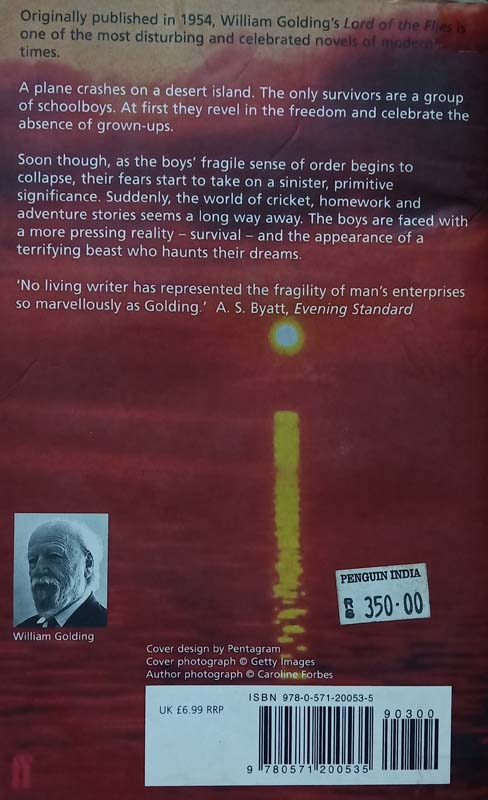 Originally published in 1954, William Golding's Lord of the Flies is
one of the most disturbing and celebrated novels of modern
times.
A plane crashes on a desert island. The only survivors are a group
of schoolboys. At first they revel in the freedom and celebrate the
absence of grown-ups.
Soon though, as the boys' fragile sense of order begins to
collapse, their fears start to take on a sinister, primitive
significance. Suddenly, the world of cricket, homework and
adventure stories seems a long way away. The boys are faced with
a more pressing reality – survival – and the appearance of a
terrifying beast who haunts their dreams.
'No living writer has represented the fragility of man's enterprises
so marvellously as Golding.' A. S. Byatt, Evening Standard
PENGUIN INDIA
RS 350·00
William Golding
Cover design by Pentagram
Cover photograph © Getty Images
Author photograph © Caroline Forbes
ISBN 978-0-571-20053-5
UK £6.99 RRP
90300
9 780571 200535
ff